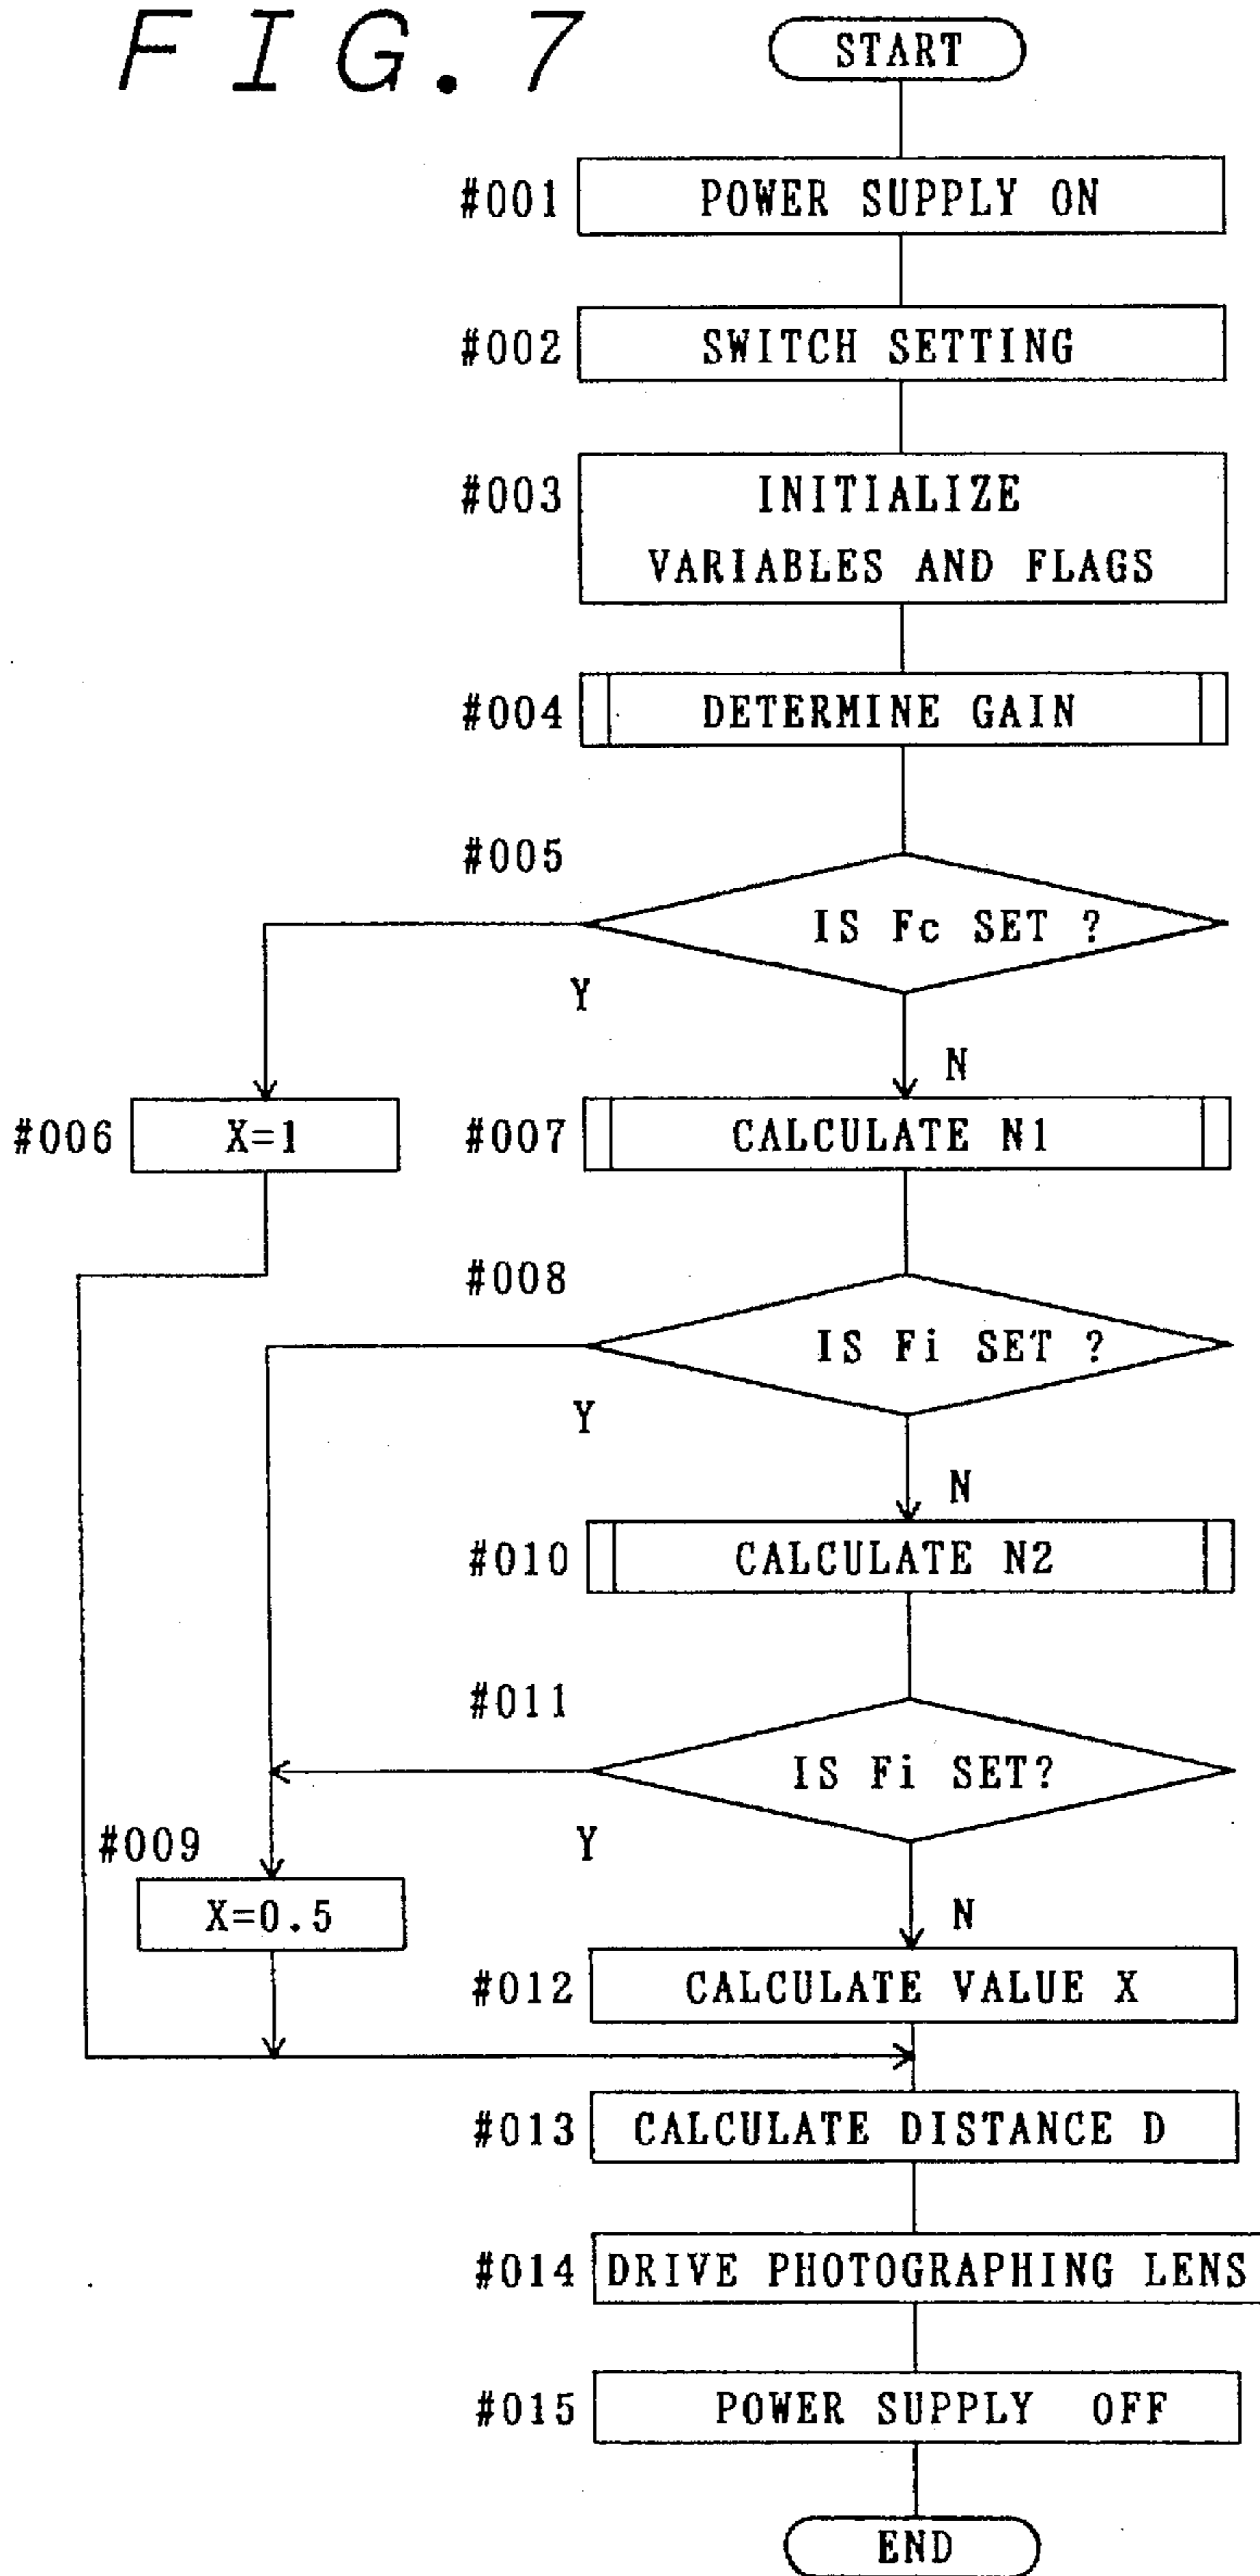 FIG. 7
START
#001 POWER SUPPLY ON
#002 SWITCH SETTING
#003 INITIALIZE
VARIABLES AND FLAGS
#004 DETERMINE GAIN
#005
IS Fc SET ?
Y
N
#006 X=1
#007 CALCULATE N1
#008
IS Fi SET ?
Y
N
#010 CALCULATE N2
#011
IS Fi SET?
Y
#009
X=0.5
N
#012 CALCULATE VALUE X
#013 CALCULATE DISTANCE D
#014 DRIVE PHOTOGRAPHING LENS
#015 POWER SUPPLY OFF
END